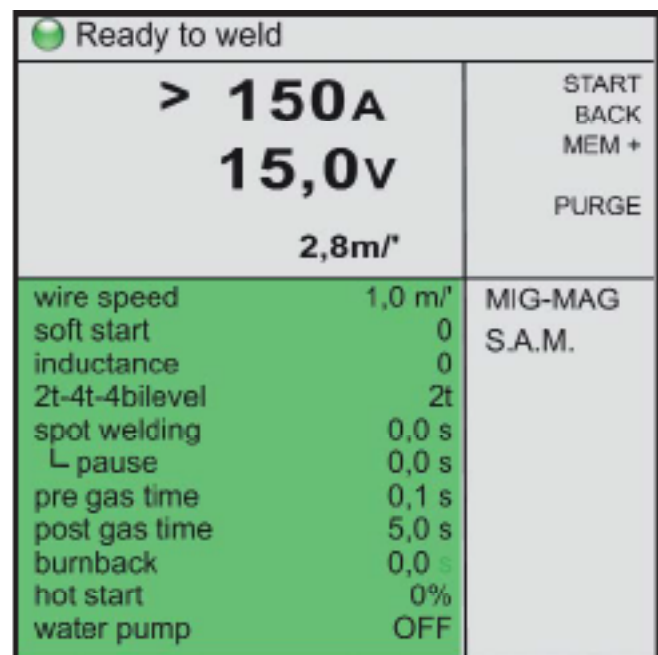 Ready to weld
> 150A
15,0V
2,8m/'
START
BACK
MEM +
PURGE
wire speed 1,0 m/'
soft start 0
inductance 0
2t-4t-4bilevel 2t
spot welding 0,0 s
pause 0,0 s
pre gas time 0,1 s
post gas time 5,0 s
burnback 0,0 s
hot start 0%
water pump OFF
MIG-MAG
S.A.M.